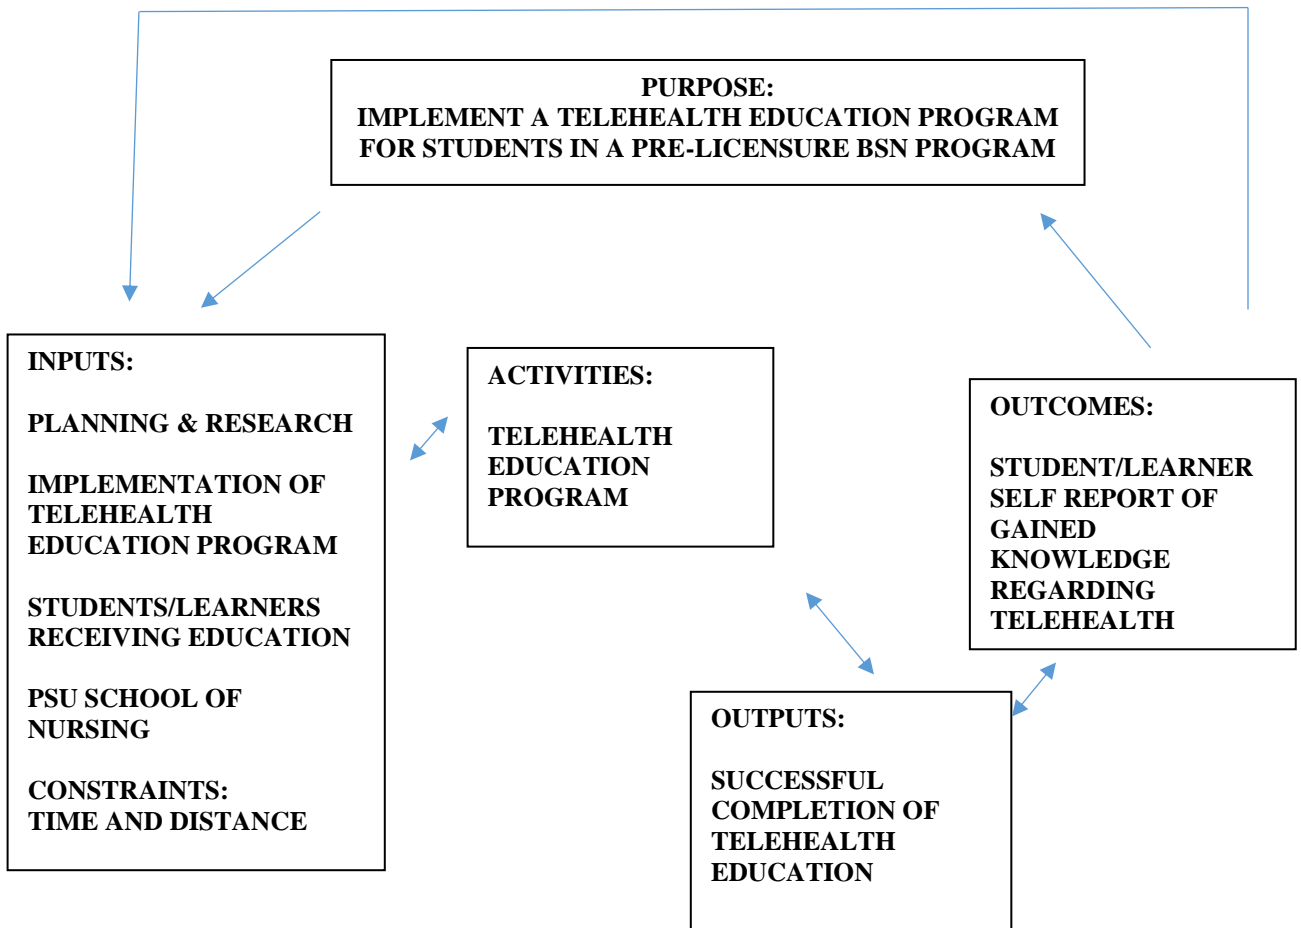 PURPOSE:
IMPLEMENT A TELEHEALTH EDUCATION PROGRAM
FOR STUDENTS IN A PRE-LICENSURE BSN PROGRAM
INPUTS:
PLANNING & RESEARCH
IMPLEMENTATION OF
TELEHEALTH
EDUCATION PROGRAM
STUDENTS/LEARNERS
RECEIVING EDUCATION
PSU SCHOOL OF
NURSING
CONSTRAINTS:
TIME AND DISTANCE
ACTIVITIES:
TELEHEALTH
EDUCATION
PROGRAM
OUTPUTS:
SUCCESSFUL
COMPLETION OF
TELEHEALTH
EDUCATION
OUTCOMES:
STUDENT/LEARNER
SELF REPORT OF
GAINED
KNOWLEDGE
REGARDING
TELEHEALTH